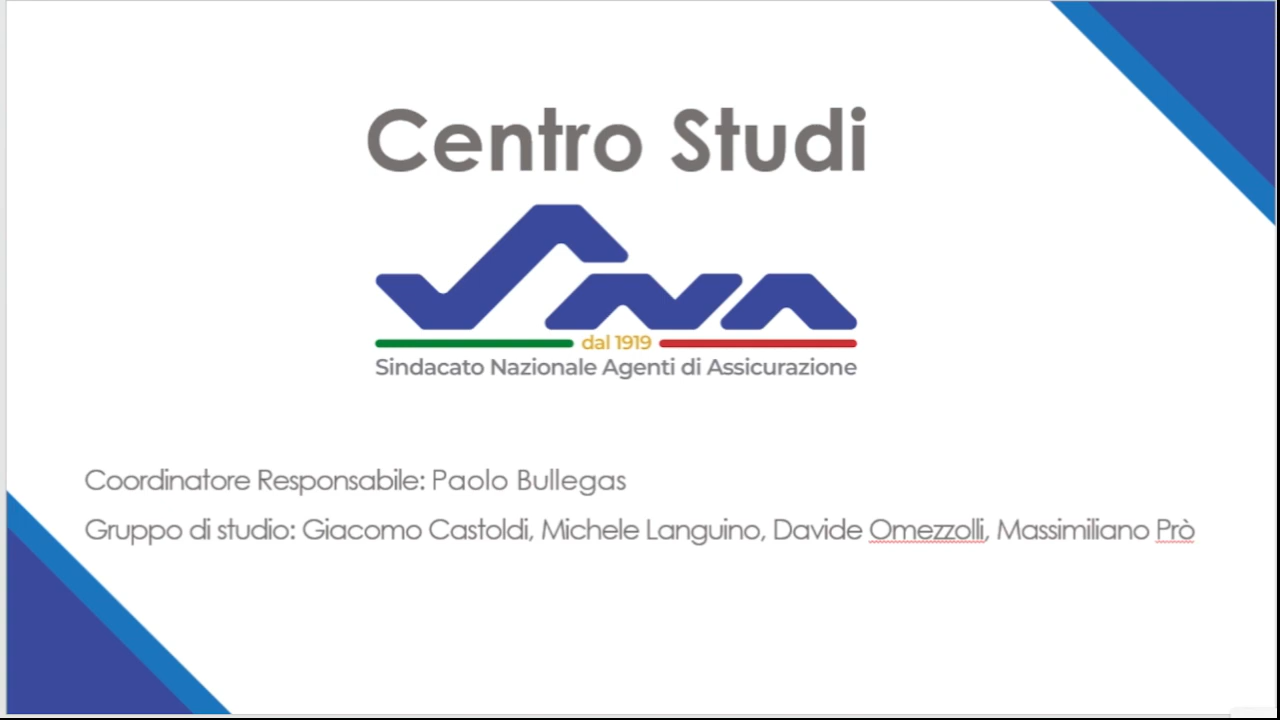 Centro Studi
sna
dal 1919
Sindacato Nazionale Agenti di Assicurazione
Coordinatore Responsabile: Paolo Bullegas
Gruppo di studio: Giacomo Castoldi, Michele Languino, Davide Omezzolli, Massimiliano Prò